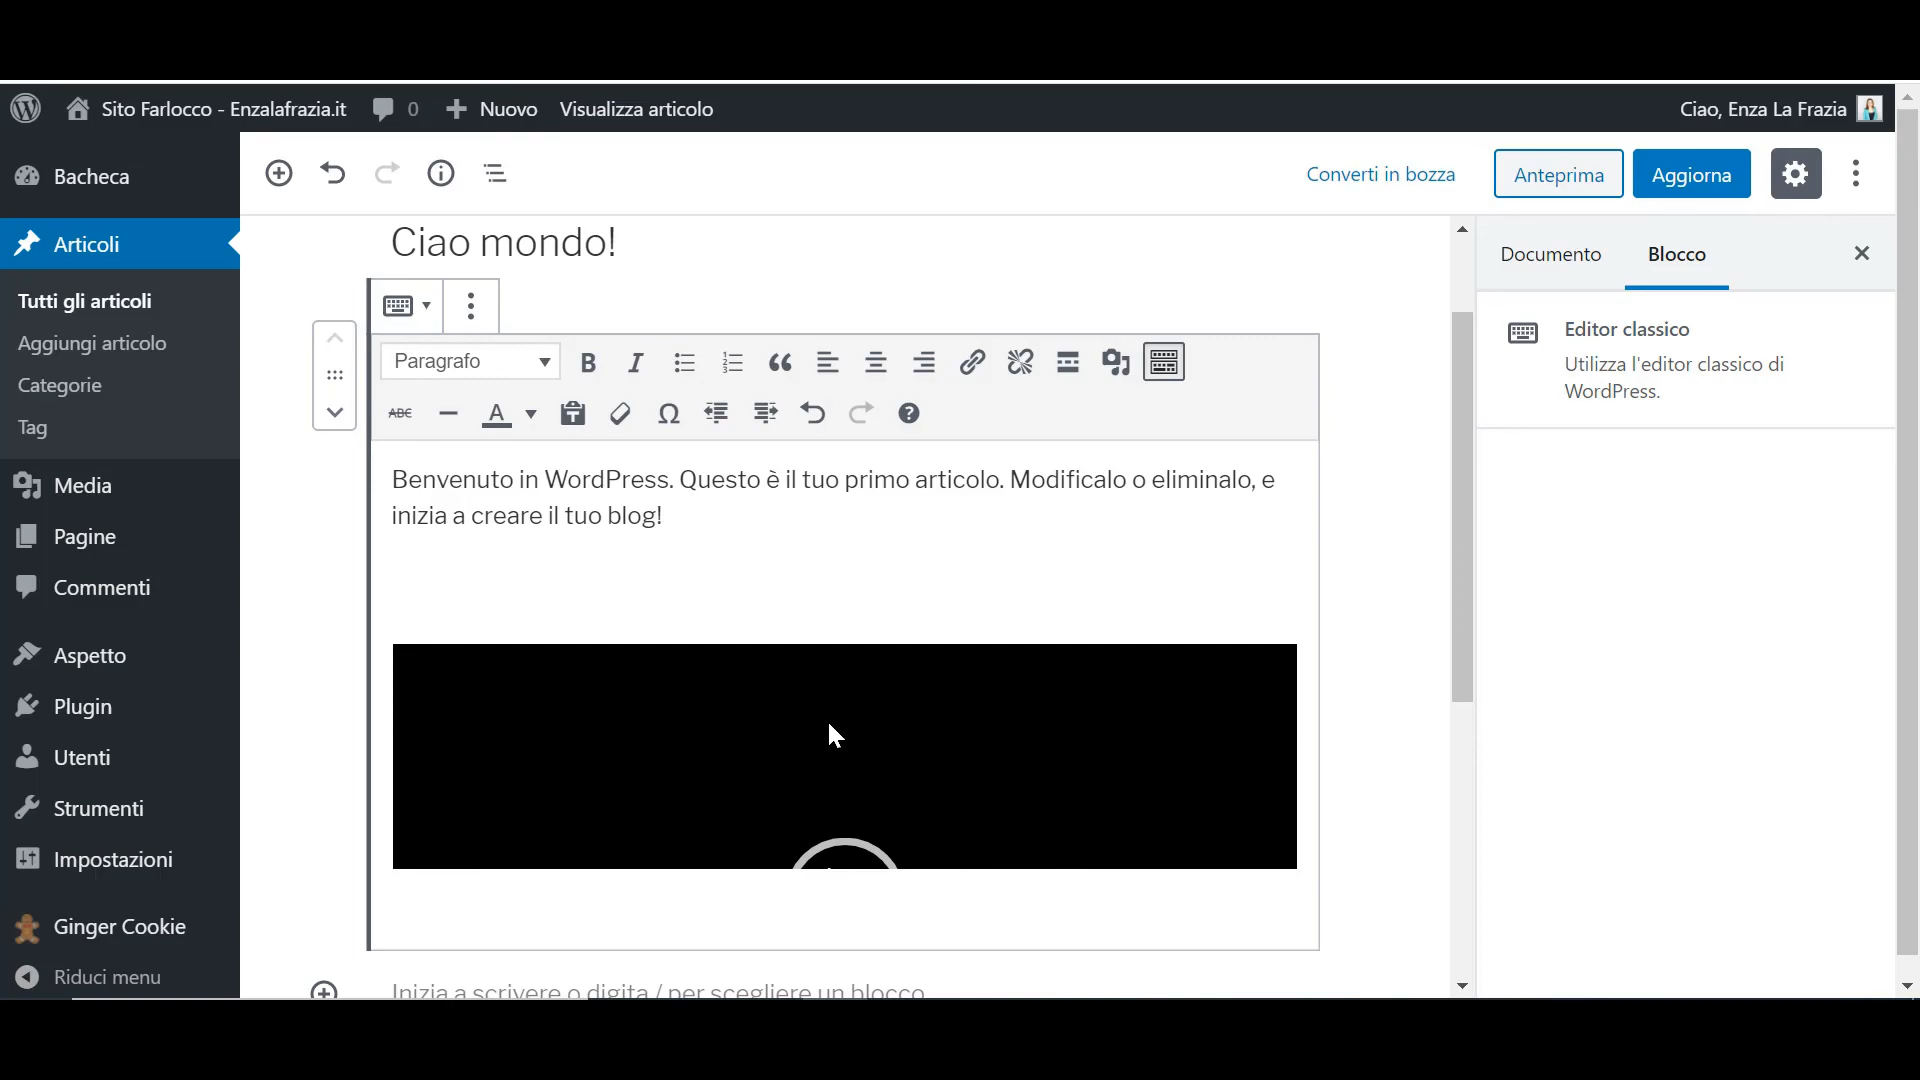 Sito Farlocco - Enzalafrazia.it 0 Nuovo Visualizza articolo Ciao, Enza La Frazia
Bacheca
Articoli
Tutti gli articoli
Aggiungi articolo
Categorie
Tag
Media
Pagine
Commenti
Aspetto
Plugin
Utenti
Strumenti
Impostazioni
Ginger Cookie
Riduci menu
Converti in bozza Anteprima Aggiorna
Ciao mondo!
Paragrafo B I
ABC A
Benvenuto in WordPress. Questo è il tuo primo articolo. Modificalo o eliminalo, e
inizia a creare il tuo blog!
Inizia a scrivere o digita / per scegliere un blocco
Documento Blocco
Editor classico
Utilizza l'editor classico di
WordPress.